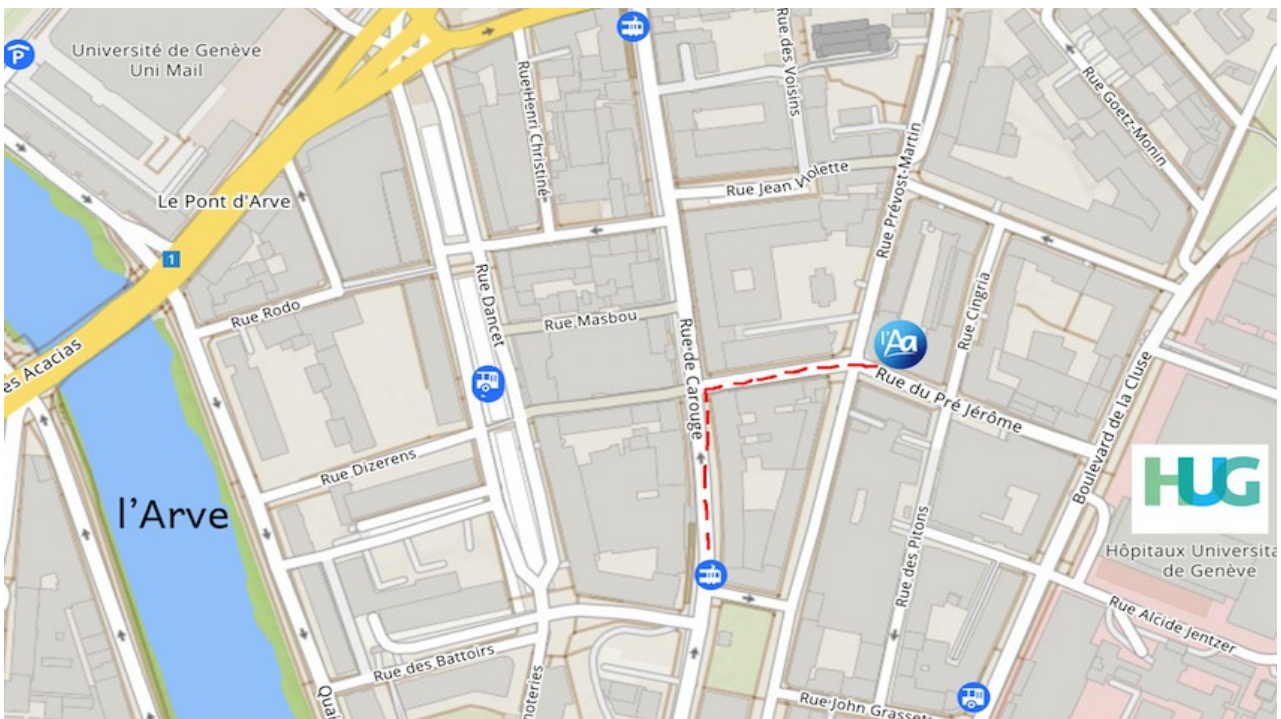 Université de Genève
Uni Mail
Rue Henri Christiné
Rue des Voisins
Rue Goetz-Monin
Rue Prévost-Martin
Rue Jean Violette
Le Pont d'Arve
1
Rue Rodo
Rue Dancet
Rue Masbou
Rue de Carouge
Rue Cingria
es Acacias
l'Aa
Rue du Pré Jérôme
Boulevard de la Cluse
Rue Dizerens
l'Arve
HUG
Hôpitaux Universita
de Genève
Rue des Pitons
Rue Alcide Jentzer
Rue des Battoirs
Quai
noteries
Rue John Grasset
P